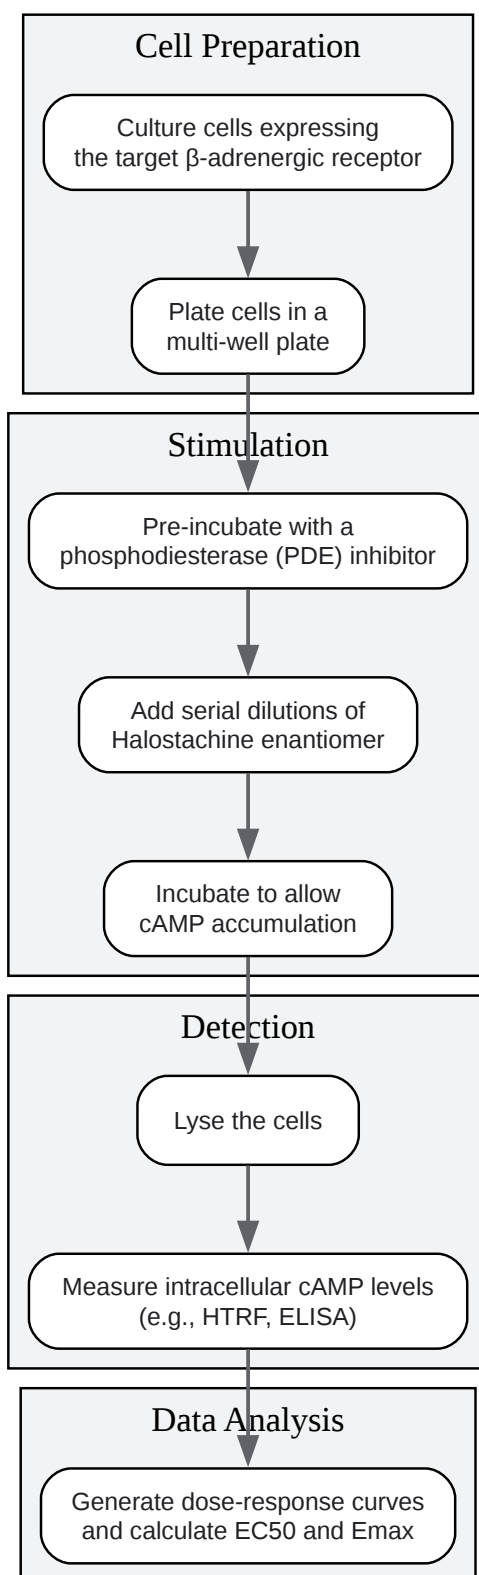 Cell Preparation
Culture cells expressing
the target β-adrenergic receptor
Plate cells in a
multi-well plate
Stimulation
Pre-incubate with a
phosphodiesterase (PDE) inhibitor
Add serial dilutions of
Halostachine enantiomer
Incubate to allow
cAMP accumulation
Detection
Lyse the cells
Measure intracellular cAMP levels
(e.g., HTRF, ELISA)
Data Analysis
Generate dose-response curves
and calculate EC50 and Emax